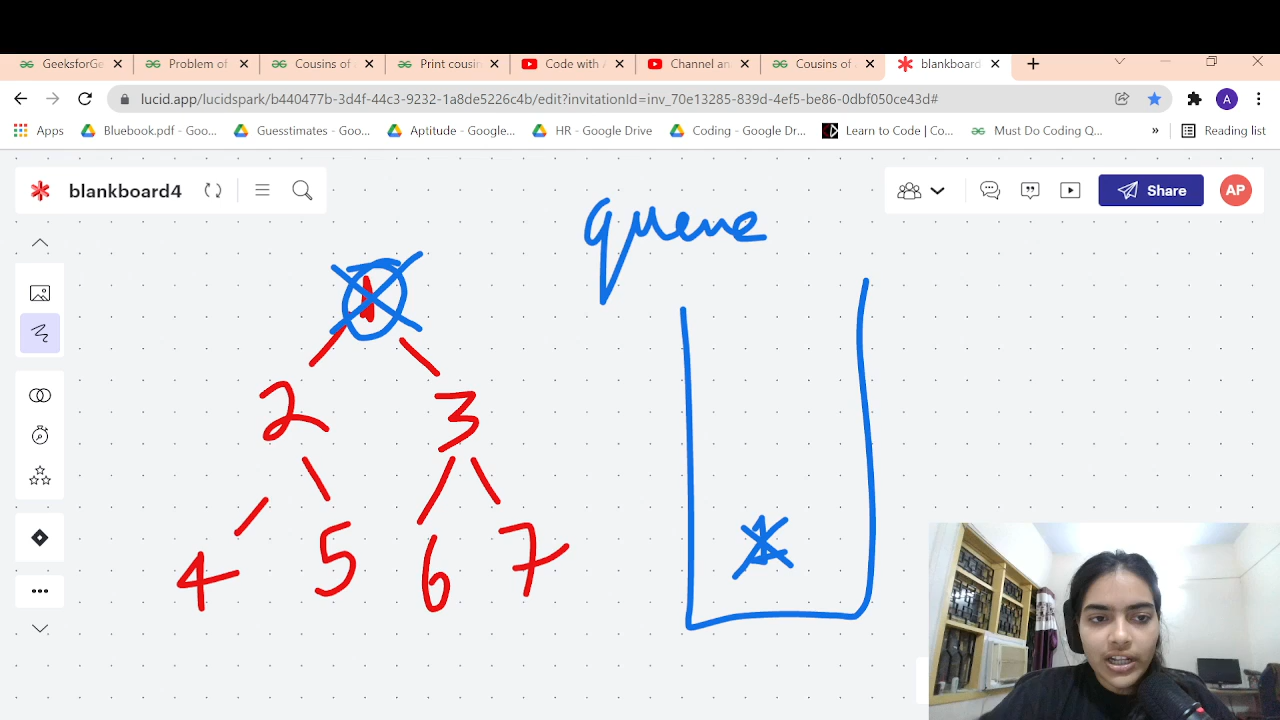 GeeksforGe
Problem of
Cousins of
Print cousin
Code with
Channel an
Cousins of
blankboard
lucid.app/lucidspark/b440477b-3d4f-44c3-9232-1a8de5226c4b/edit?invitationId=inv_70e13285-839d-4ef5-be86-0dbf050ce43d#
A
Apps
Bluebook.pdf - Goo...
Guesstimates - Goo...
Aptitude - Google...
HR - Google Drive
Coding - Google Dr...
Learn to Code | Co...
Must Do Coding Q...
»
Reading list
blankboard4
Share
AP
queue
1
2 3
4 5 6 7
1